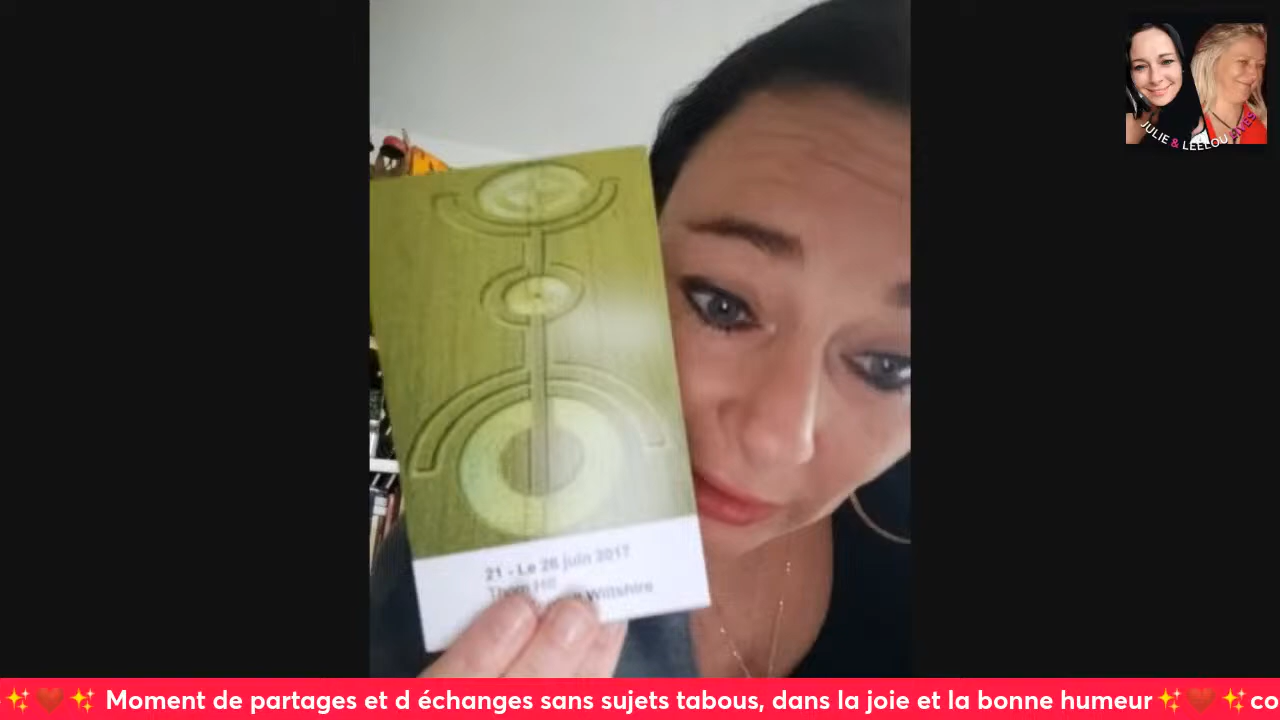 JULIE & LEELOU
21 - Le 26 juin 2017
Hill
Wiltshire
✨❤️✨ Moment de partages et d échanges sans sujets tabous, dans la joie et la bonne humeur✨❤️✨co